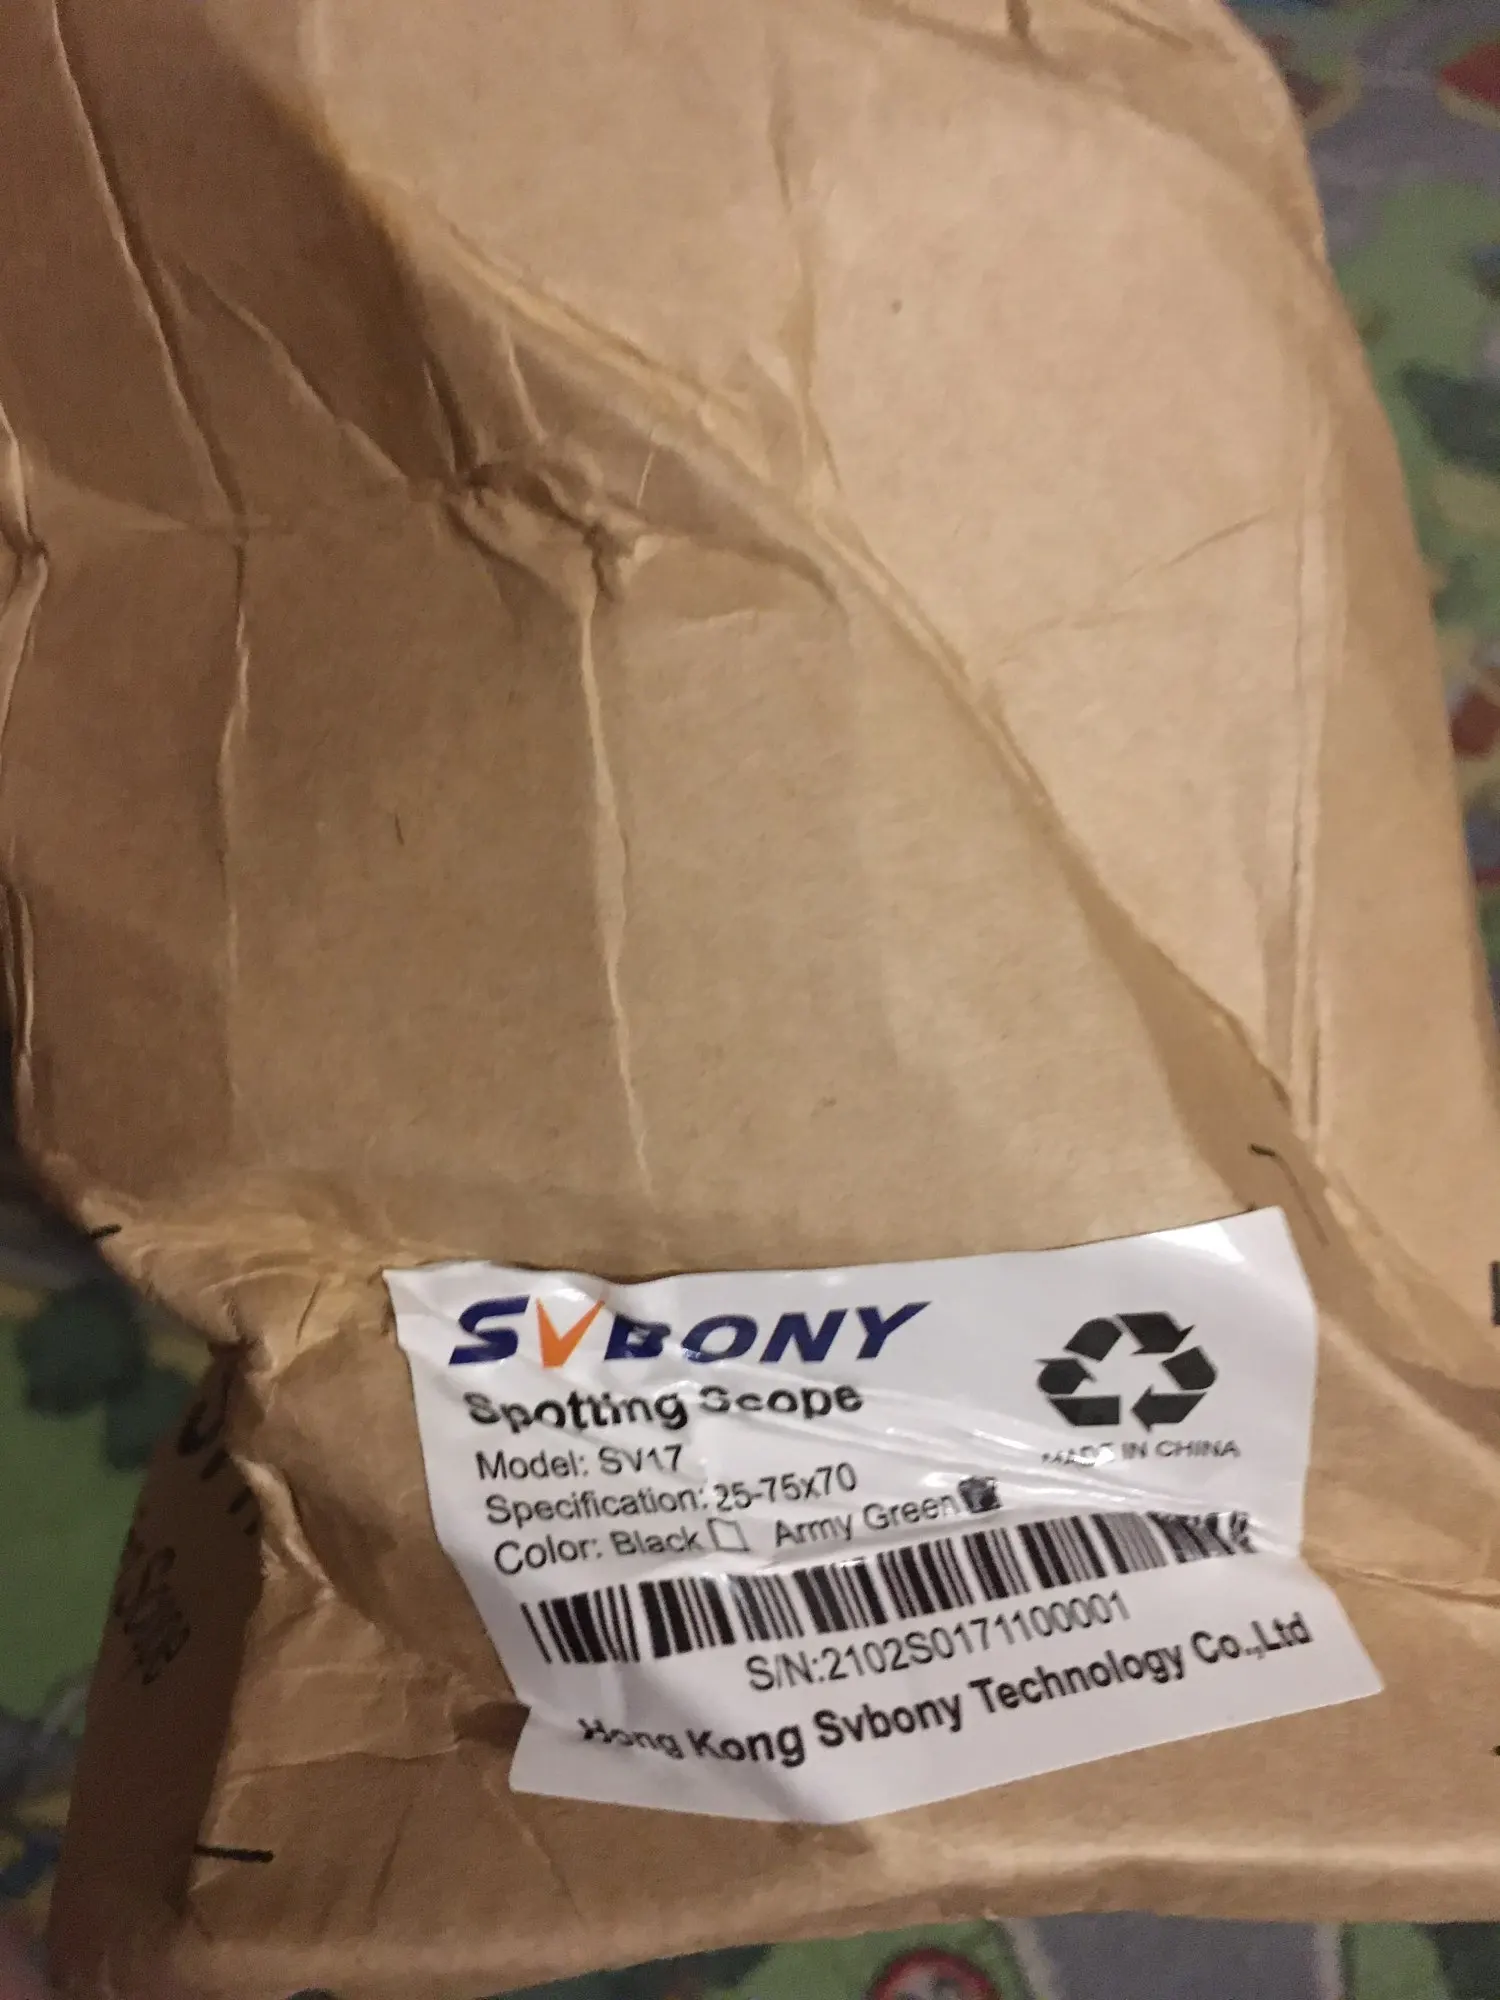 SVBONY
Spotting Scope
Model: SV17
Specification: 25-75x70
Color: Black Army Green
MADE IN CHINA
S/N:2102S0171100001
Hong Kong Svbony Technology Co.,Ltd